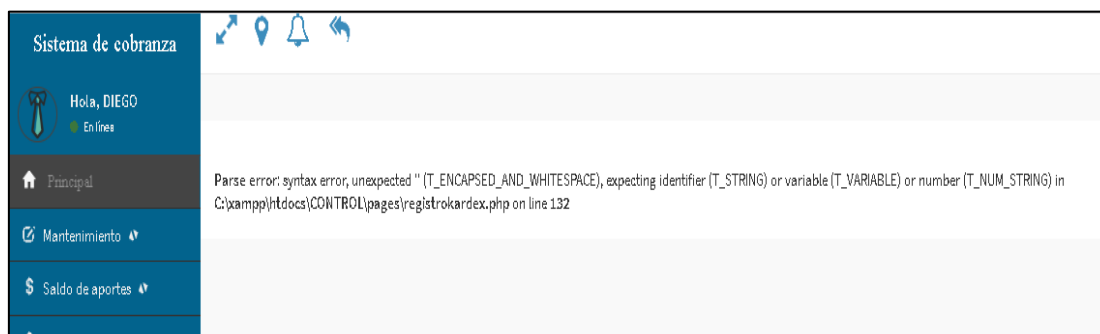 Sistema de cobranza
Hola, DIEGO
En línea
Principal
Parse error: syntax error, unexpected '' (T_ENCAPSED_AND_WHITESPACE), expecting identifier (T_STRING) or variable (T_VARIABLE) or number (T_NUM_STRING) in
C:\xampp\htdocs\CONTROL\pages\registrokardex.php on line 132
Mantenimiento
$ Saldo de aportes